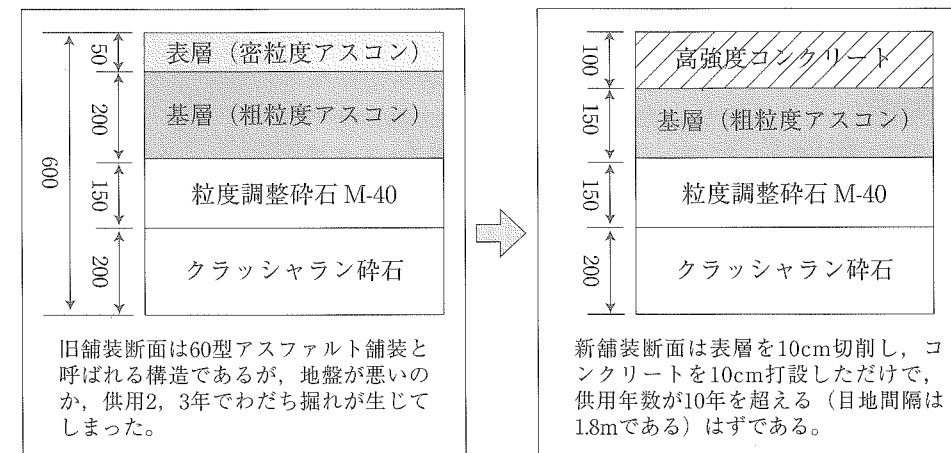 600
50
200
150
200
表層（密粒度アスコン）
基層（粗粒度アスコン）
粒度調整砕石 M-40
クラッシャラン砕石
旧舗装断面は60型アスファルト舗装と
呼ばれる構造であるが，地盤が悪いの
か，供用2，3年でわだち掘れが生じて
しまった。
100
150
150
200
高強度コンクリート
基層（粗粒度アスコン）
粒度調整砕石 M-40
クラッシャラン砕石
新舗装断面は表層を10cm切削し，コ
ンクリートを10cm打設しただけで，
供用年数が10年を超える（目地間隔は
1.8mである）はずである。